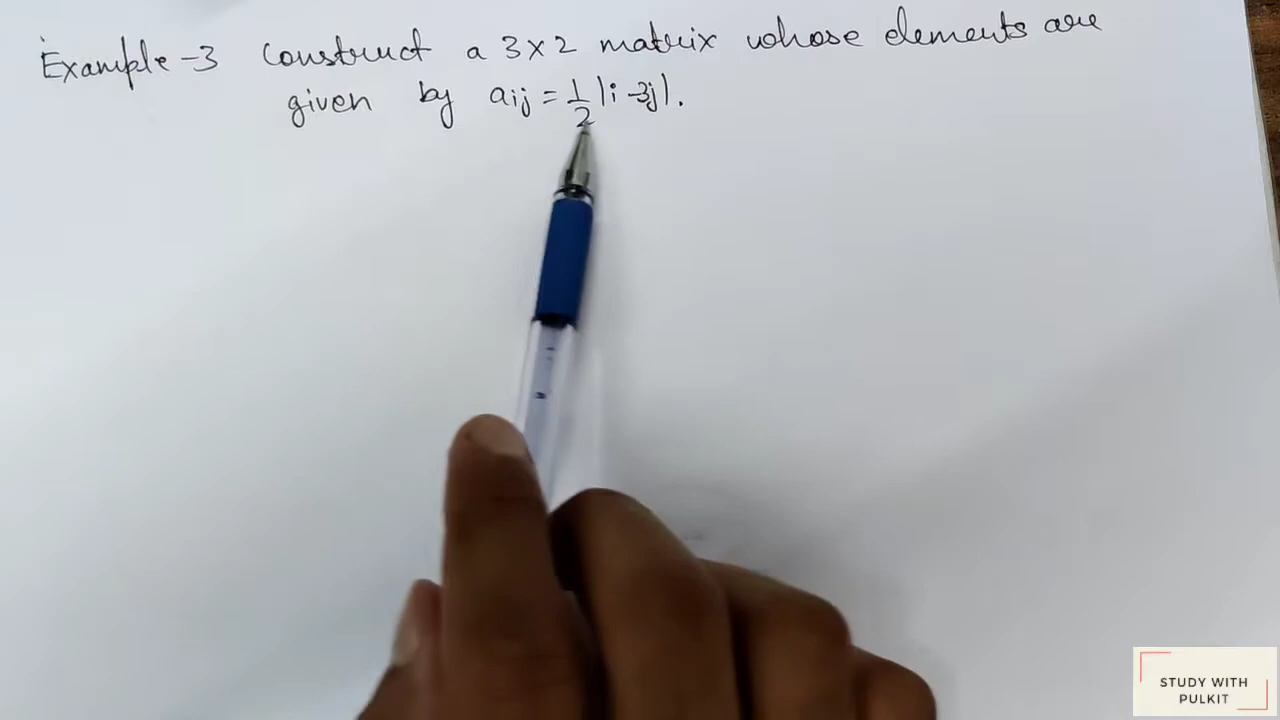 Example-3 Construct a 3×2 matrix whose elements are
given by aij = 1/2 |i-3j|.
STUDY WITH
PULKIT